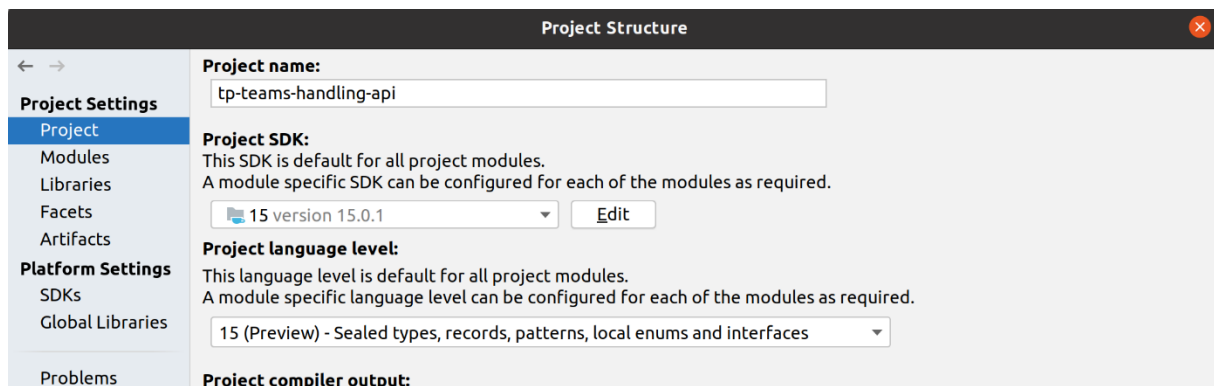 Project Structure
Project Settings
Project
Modules
Libraries
Facets
Artifacts
Platform Settings
SDKs
Global Libraries
Problems
Project name:
tp-teams-handling-api
Project SDK:
This SDK is default for all project modules.
A module specific SDK can be configured for each of the modules as required.
15 version 15.0.1
Edit
Project language level:
This language level is default for all project modules.
A module specific language level can be configured for each of the modules as required.
15 (Preview) - Sealed types, records, patterns, local enums and interfaces
Project compiler output: